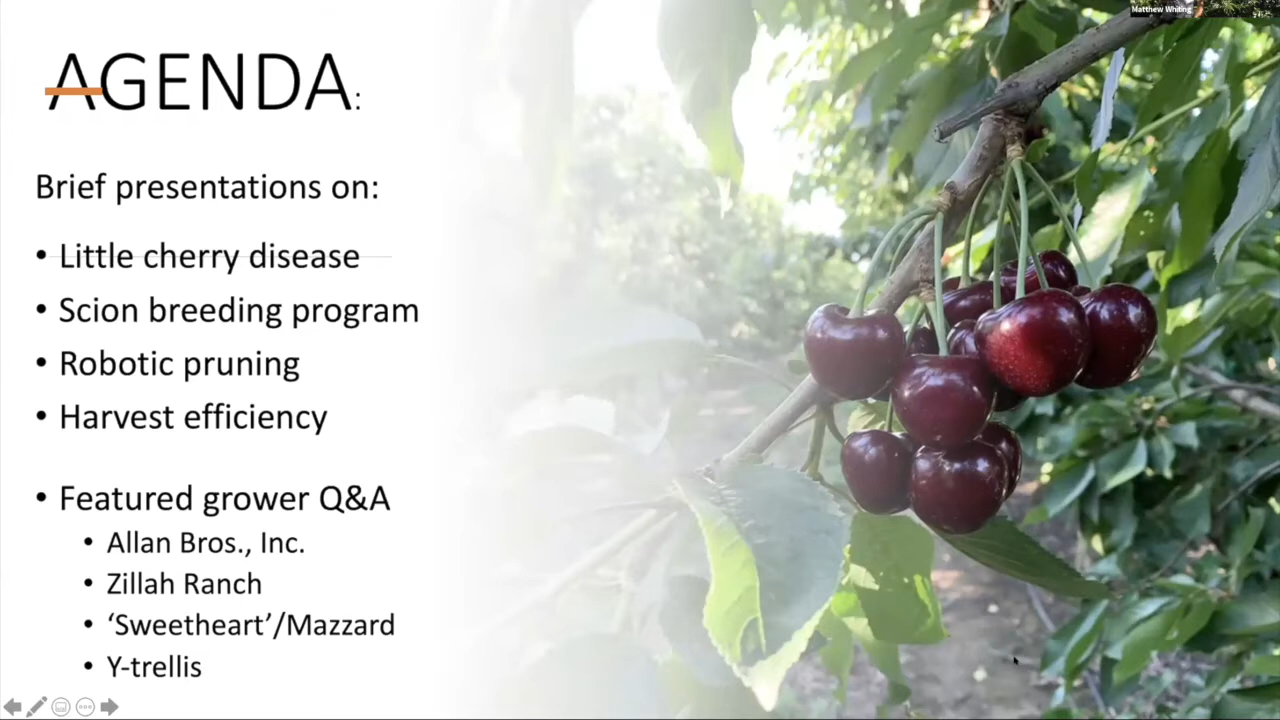 AGENDA:
Brief presentations on:
• Little cherry disease
• Scion breeding program
• Robotic pruning
• Harvest efficiency
• Featured grower Q&A
• Allan Bros., Inc.
• Zillah Ranch
• ‘Sweetheart’/Mazzard
• Y-trellis
Matthew Whiting